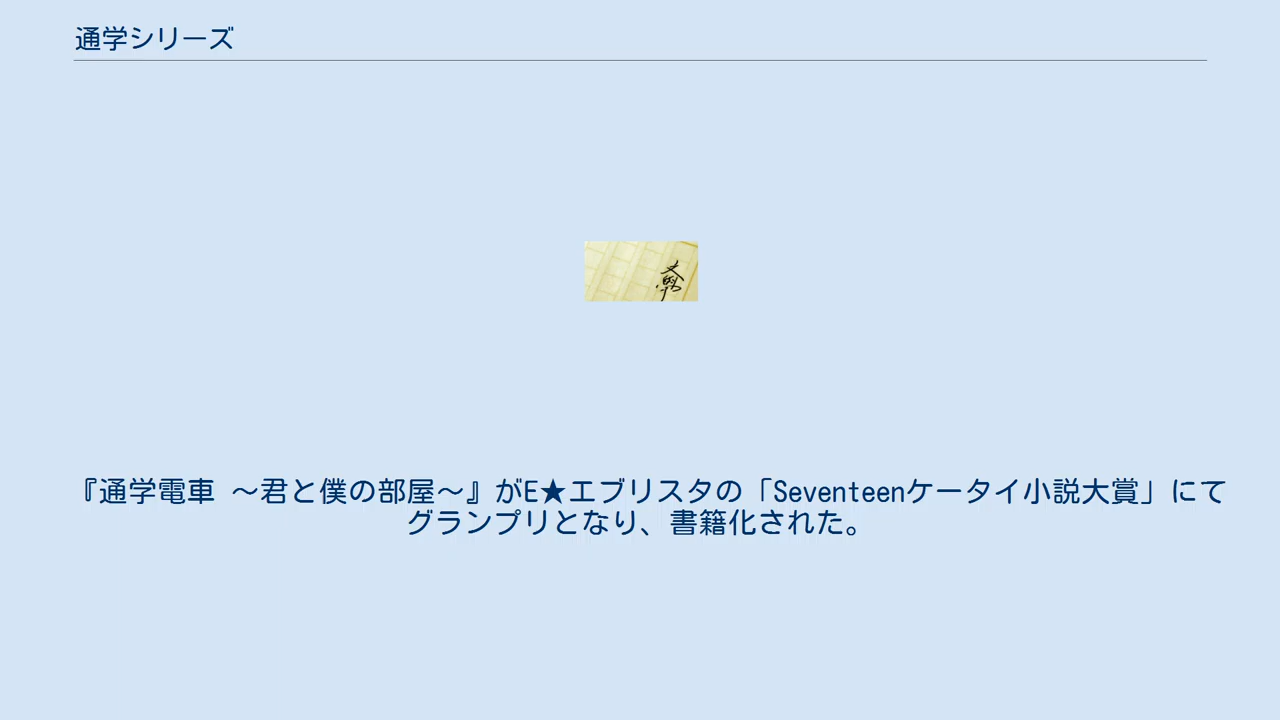 通学シリーズ
『通学電車 ～君と僕の部屋～』がE★エブリスタの「Seventeenケータイ小説大賞」にて
グランプリとなり、書籍化された。